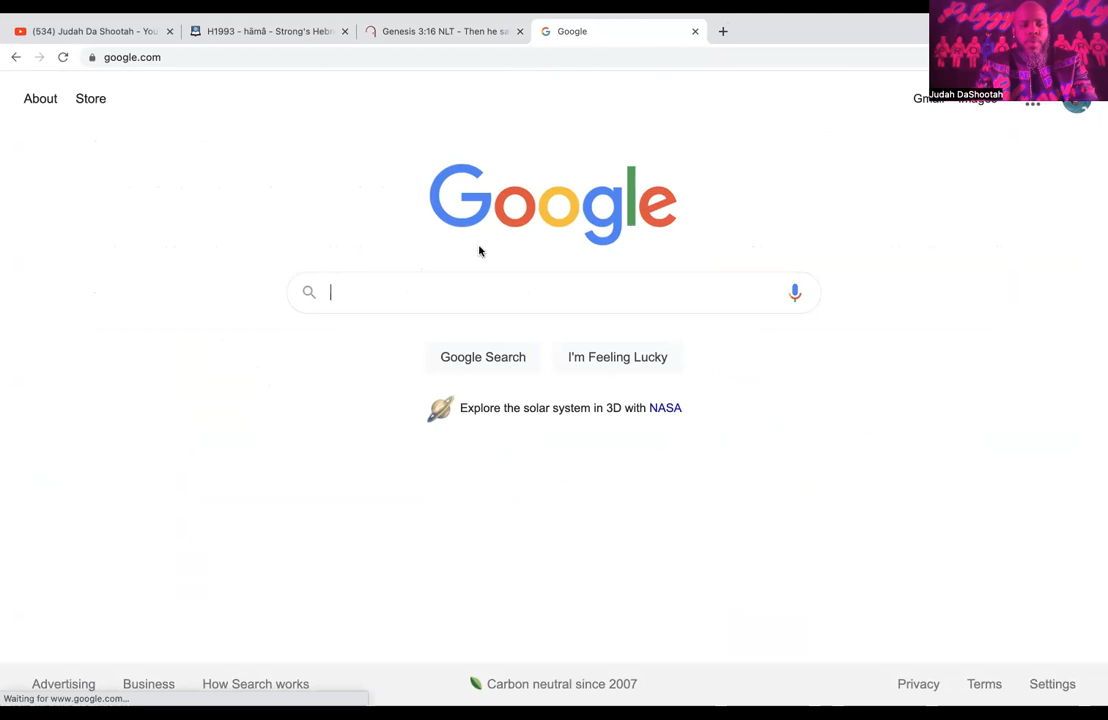 (534) Judah Da Shootah - You
H1993 - hāmâ - Strong's Hebr
Genesis 3:16 NLT - Then he sa
Google
google.com
Judah DaShootah
About
Store
Gmail
Images
Google
Google Search
I'm Feeling Lucky
Explore the solar system in 3D with NASA
Advertising
Business
How Search works
Carbon neutral since 2007
Privacy
Terms
Settings
Waiting for www.google.com...